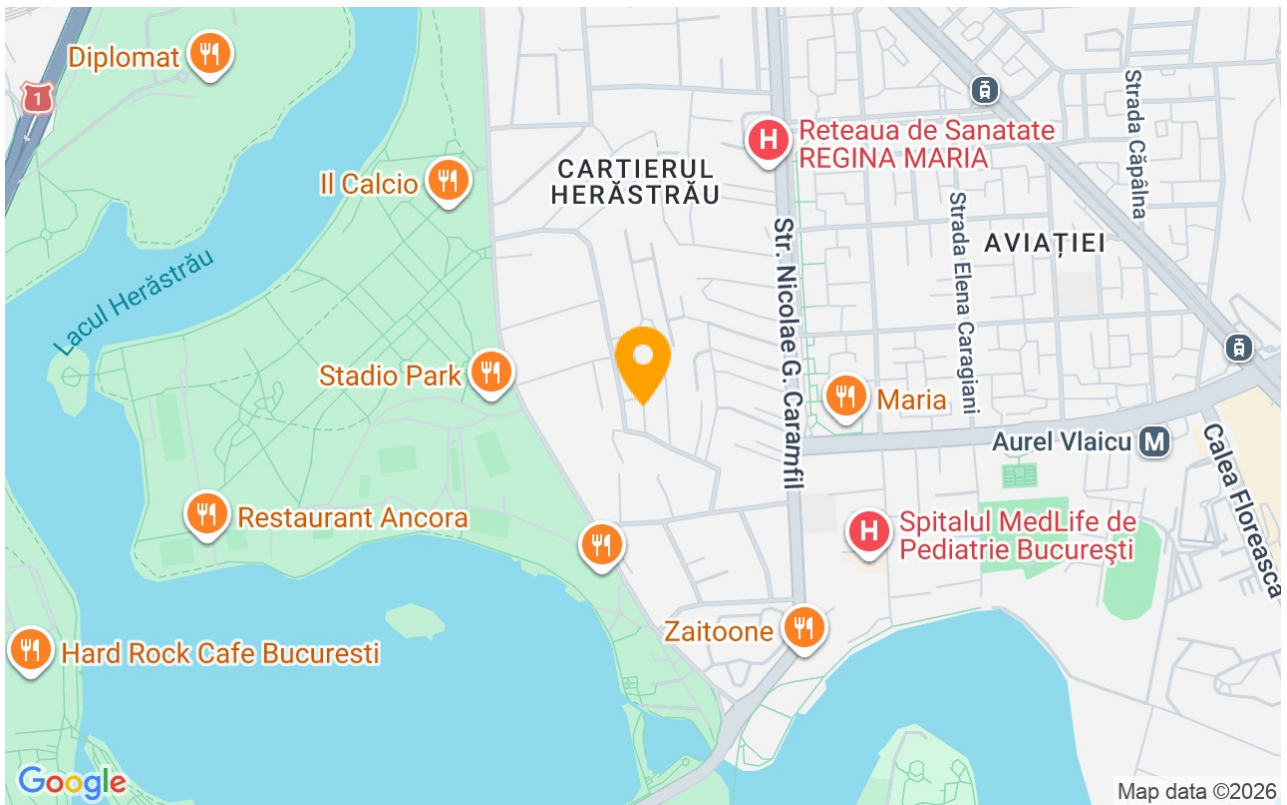 Diplomat
1
Il Calcio
Lacul Herăstrău
Stadio Park
Restaurant Ancora
Hard Rock Cafe Bucuresti
CARTIERUL
HERĂSTRĂU
H
Reteaua de Sanatate
REGINA MARIA
Strada Căpâlna
Str. Nicolae G. Caramfil
Strada Elena Caragiani
AVIAȚIEI
Maria
Aurel Vlaicu M
Calea Floreasca
H
Spitalul MedLife de
Pediatrie Bucureşti
Zaitoone
Google
Map data ©2026